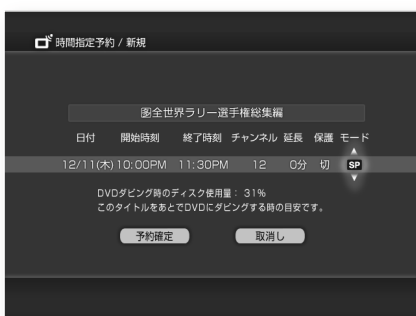 時間指定予約 / 新規
全世界ラリー選手権総集編
日付 開始時刻 終了時刻 チャンネル 延長 保護 モード
12/11(木) 10:00PM 11:30PM 12 0分 切 SP
DVDダビング時のディスク使用量： 31%
このタイトルをあとでDVDにダビングする時の目安です。
予約確定 取消し